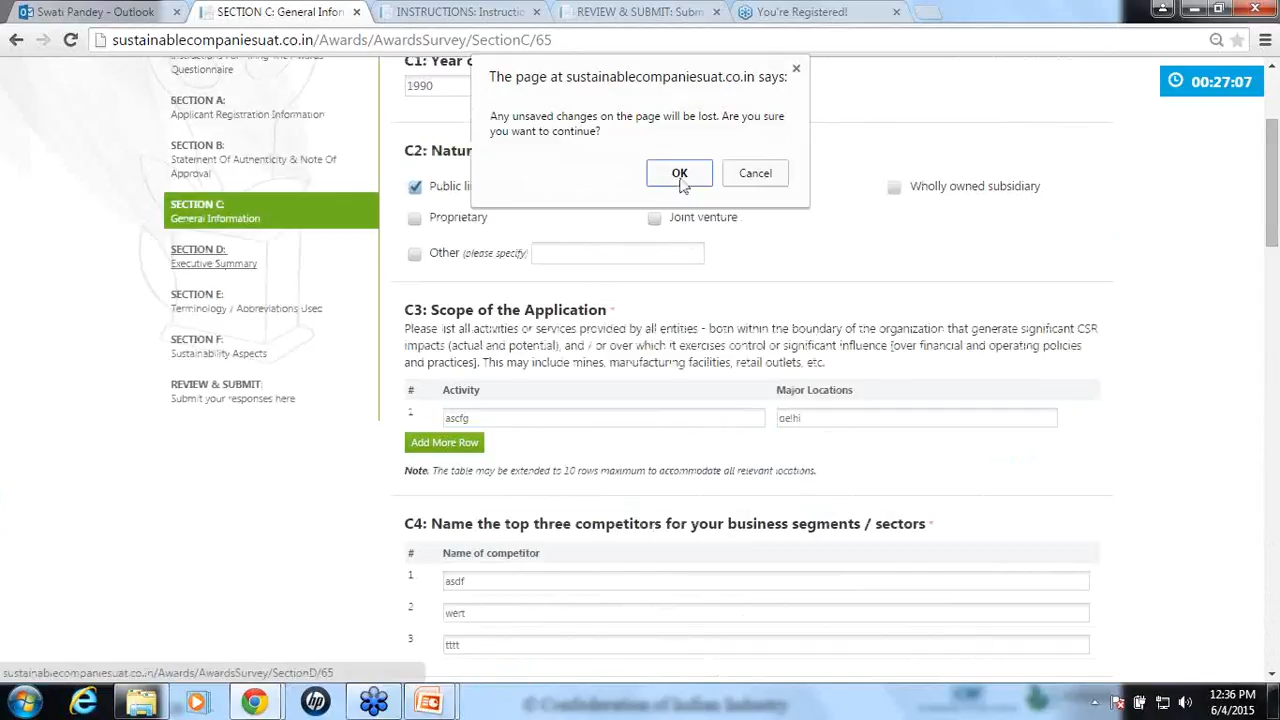 Swati Pandey - Outlook
SECTION C: General Infor
INSTRUCTIONS: Instructio
REVIEW & SUBMIT: Subm
You're Registered!
sustainablecompaniesuat.co.in/Awards/AwardsSurvey/SectionC/65
Questionnaire
SECTION A:
Applicant Registration Information
SECTION B:
Statement Of Authenticity & Note Of
Approval
SECTION C:
General Information
SECTION D:
Executive Summary
SECTION E:
Terminology / Abbreviations Used
SECTION F:
Sustainability Aspects
REVIEW & SUBMIT:
Submit your responses here
The page at sustainablecompaniesuat.co.in says:
Any unsaved changes on the page will be lost. Are you sure
you want to continue?
OK
Cancel
00:27:07
C1: Year
1990
C2: Natu
Public li
Wholly owned subsidiary
Proprietary
Joint venture
Other (please specify)
C3: Scope of the Application *
Please list all activities or services provided by all entities - both within the boundary of the organization that generate significant CSR
impacts (actual and potential), and / or over which it exercises control or significant influence [over financial and operating policies
and practices]. This may include mines, manufacturing facilities, retail outlets, etc.
# Activity Major Locations
1 ascfg delhi
Add More Row
Note. The table may be extended to 10 rows maximum to accommodate all relevant locations.
C4: Name the top three competitors for your business segments / sectors *
# Name of competitor
1 asdf
2 wert
3 tttt
sustainablecompaniesuat.co.in/Awards/AwardsSurvey/SectionD/65
© Confederation of Indian Industry
12:36 PM
6/4/2015